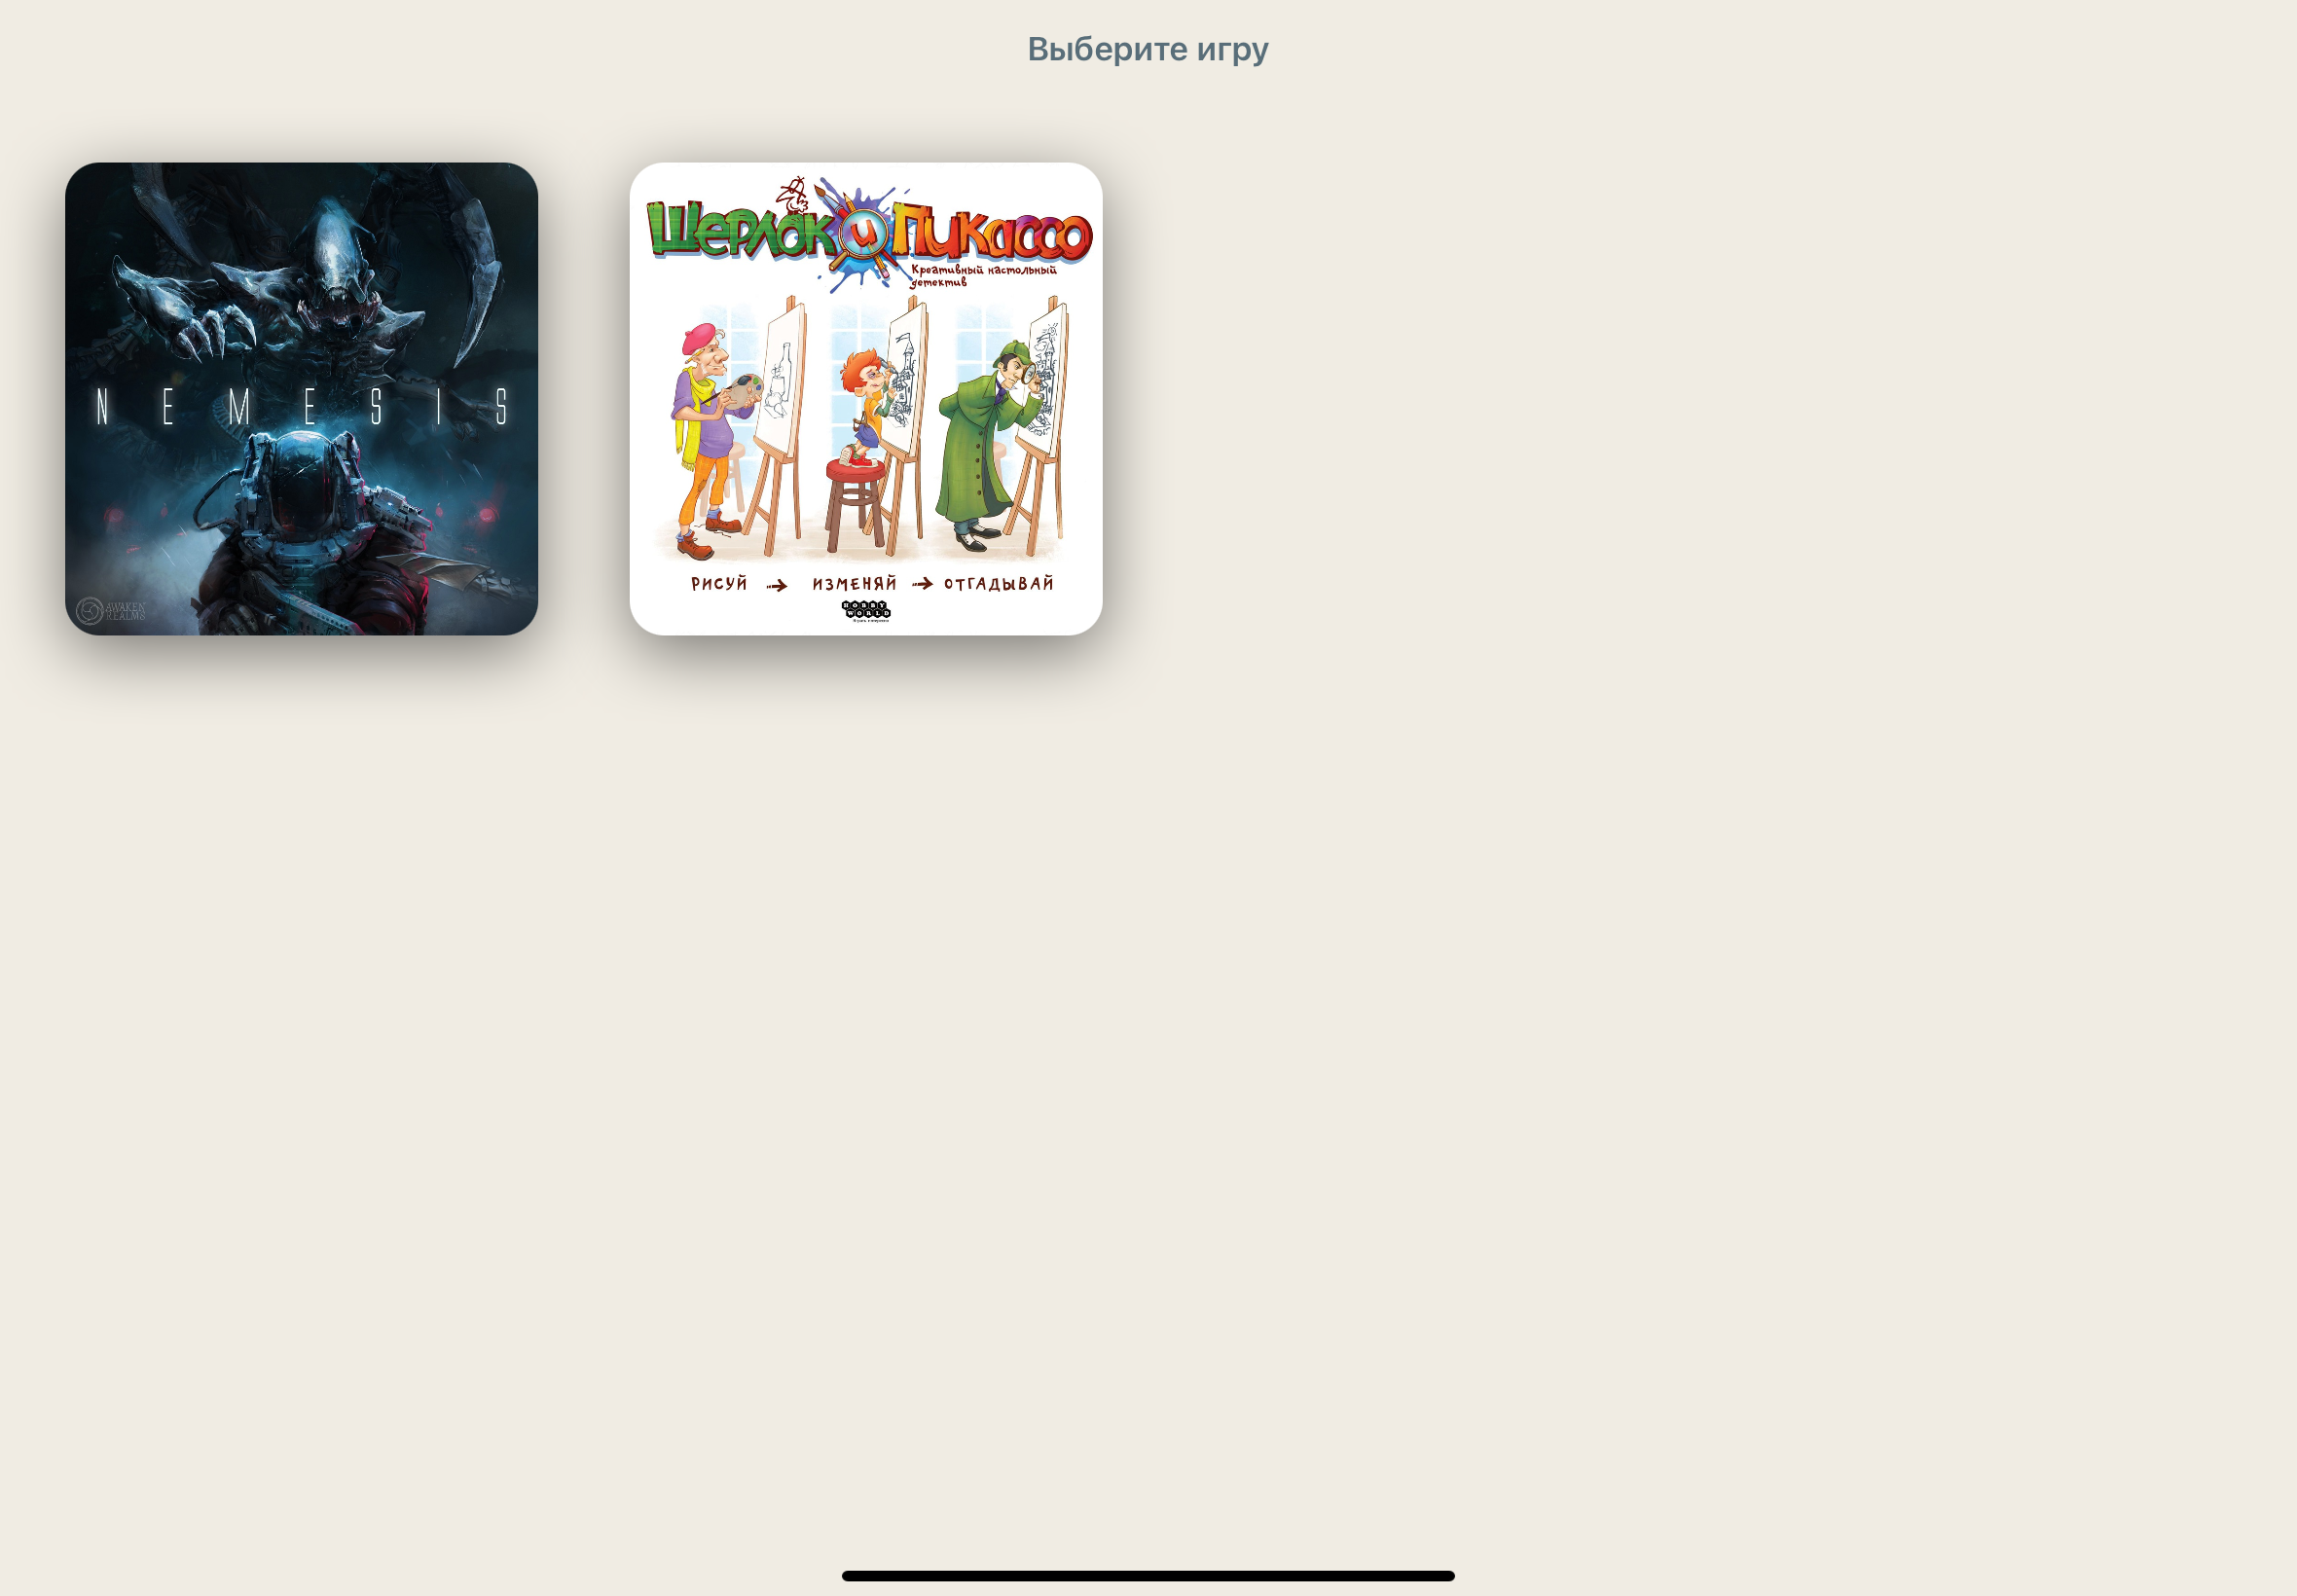 Выберите игру
NEMESIS
AWAKEN
REALMS
Шерлок и Пикассо
Креативный настольный
детектив
РИСУЙ → ИЗМЕНЯЙ → ОТГАДЫВАЙ
HOBBY
WORLD